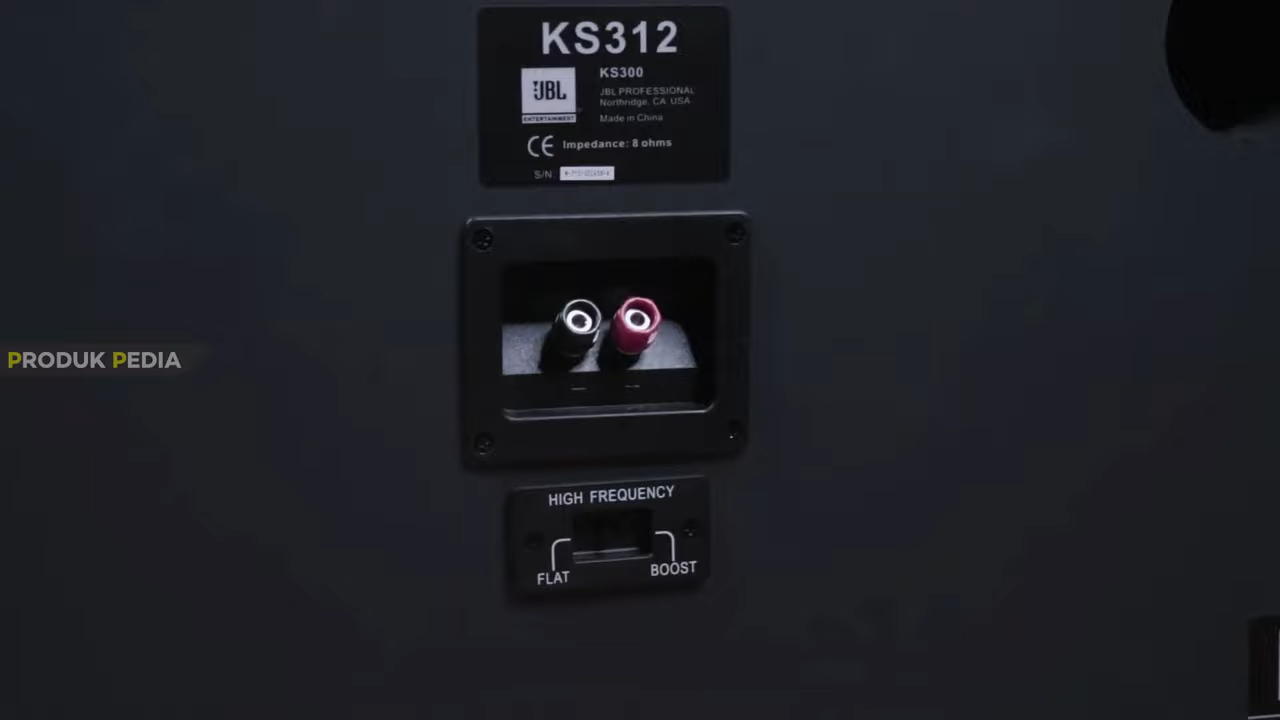 KS312
KS300
JBL
ENTERTAINMENT
JBL PROFESSIONAL
Northridge, CA USA
Made in China
CE Impedance: 8 ohms
S/N
PRODUK PEDIA
HIGH FREQUENCY
FLAT
BOOST